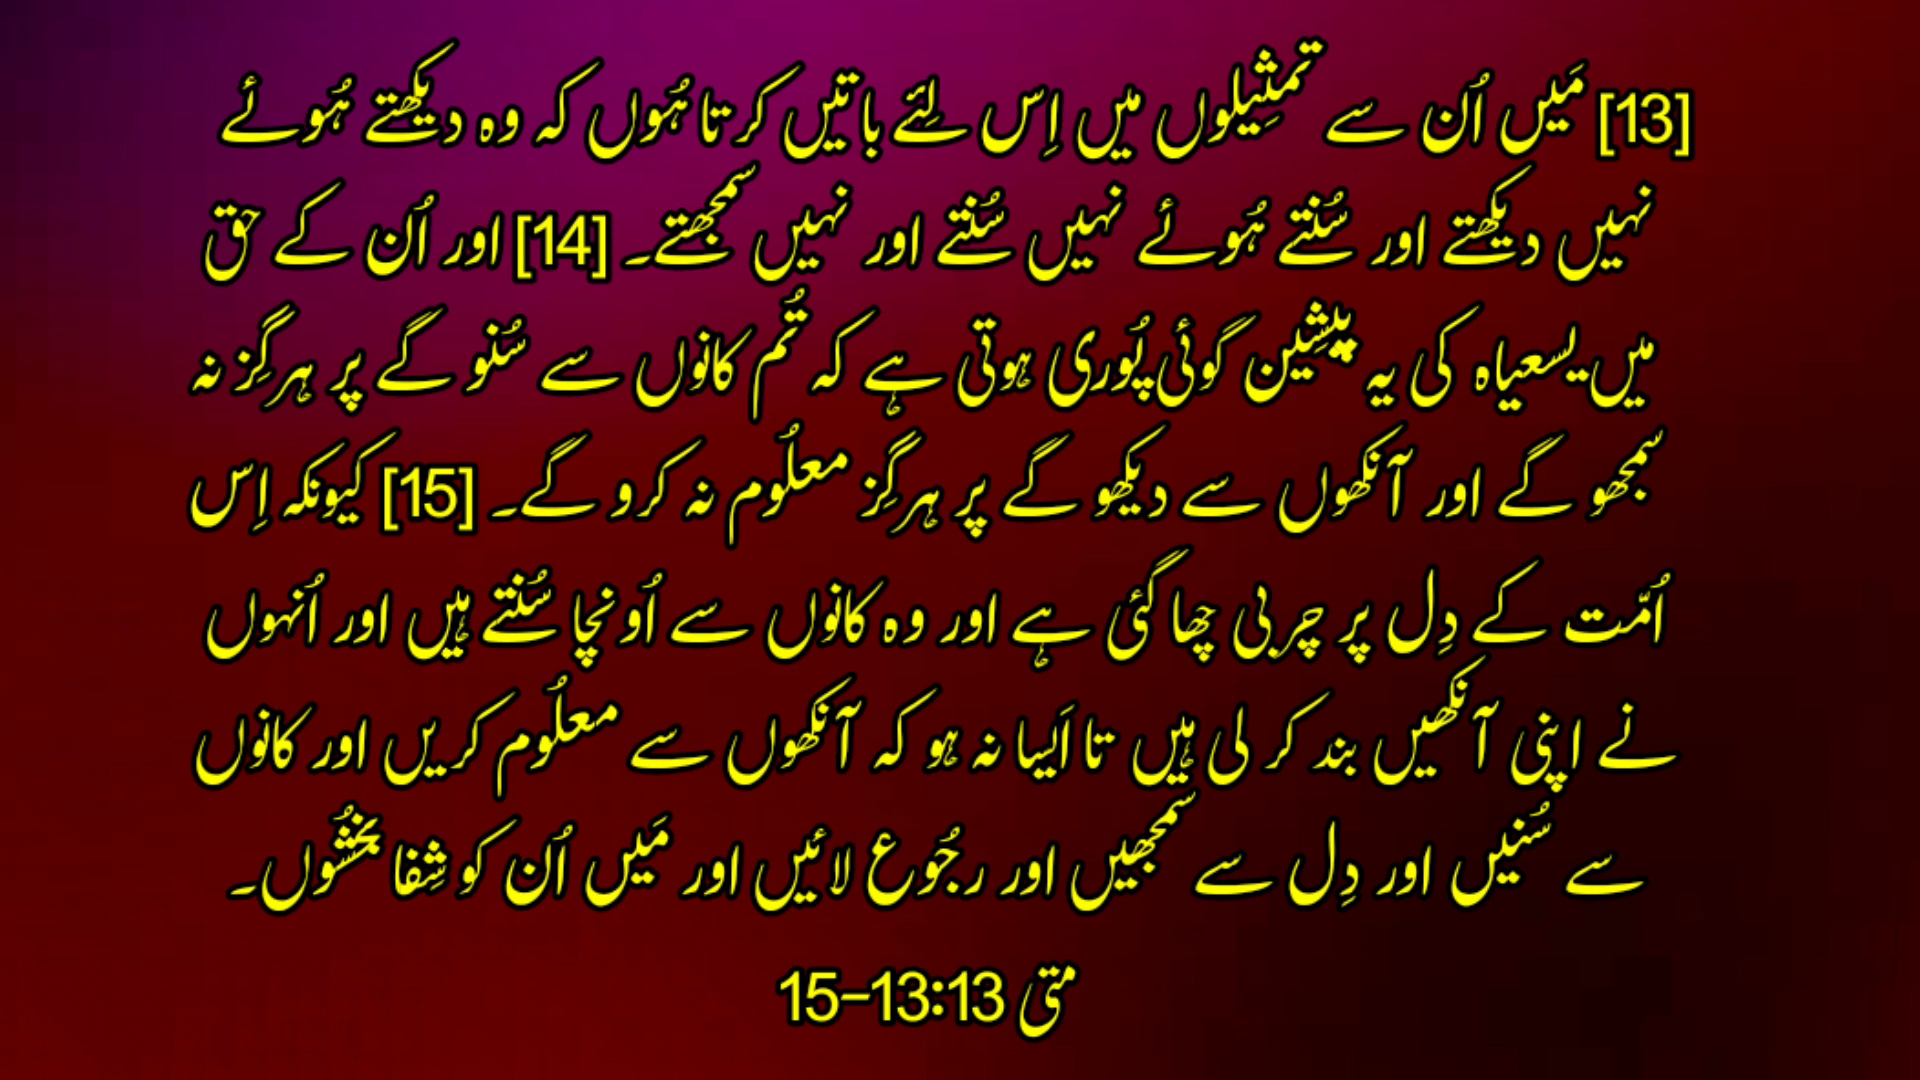 [13] مَیں اُن سے تمثِیلوں میں اِس لِئے باتیں کرتا ہُوں کہ وہ دیکھتے ہُوئے
نہیں دیکھتے اور سُنتے ہُوئے نہیں سُنتے اور نہیں سمجھتے۔ [14] اور اُن کے حق
میں یسعیاہ کی یہ پیشِین گوئی پُوری ہوتی ہے کہ تُم کانوں سے سُنو گے پر ہرگِز نہ
سمجھو گے اور آنکھوں سے دیکھو گے پر ہرگِز معلُوم نہ کرو گے۔ [15] کیونکہ اِس
اُمّت کے دِل پر چربی چھا گئی ہے اور وہ کانوں سے اُونچا سُنتے ہیں اور اُنہوں
نے اپنی آنکھیں بند کر لی ہیں تا اَیسا نہ ہو کہ آنکھوں سے معلُوم کریں اور کانوں
سے سُنیں اور دِل سے سمجھیں اور رجُوع لائیں اور مَیں اُن کو شِفا بخشُوں۔
متی 13:13-15